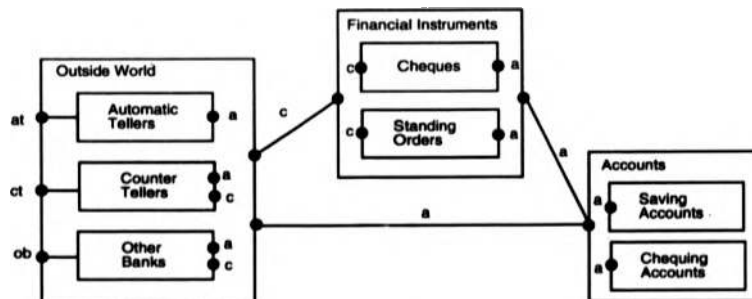 Financial Instruments
Outside World
c
Cheques
a
at
Automatic
Tellers
a
c
c
Standing
Orders
a
ct
Counter
Tellers
a
c
a
Accounts
a
Saving
Accounts
a
ob
Other
Banks
a
c
a
Chequing
Accounts